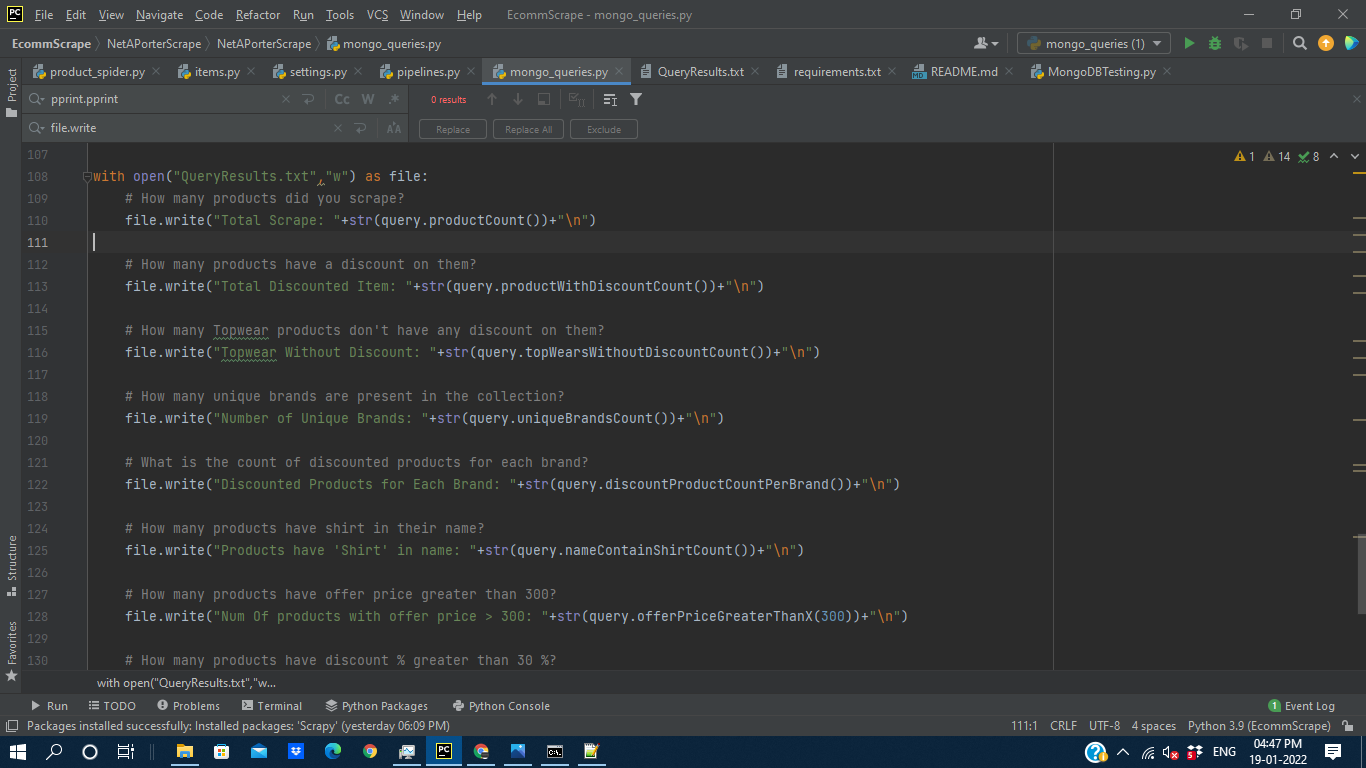 PC File Edit View Navigate Code Refactor Run Tools VCS Window Help EcommScrape - mongo_queries.py
EcommScrape NetAPorterScrape NetAPorterScrape mongo_queries.py mongo_queries (1)
product_spider.py items.py settings.py pipelines.py mongo_queries.py QueryResults.txt requirements.txt MD README.md MongoDBTesting.py
Project
pprint.pprint Cc W .* 0 results
file.write AA Replace Replace All Exclude
1 14 8
107
108 with open("QueryResults.txt","w") as file:
109 # How many products did you scrape?
110 file.write("Total Scrape: "+str(query.productCount())+"\n")
111
112 # How many products have a discount on them?
113 file.write("Total Discounted Item: "+str(query.productWithDiscountCount())+"\n")
114
115 # How many Topwear products don't have any discount on them?
116 file.write("Topwear Without Discount: "+str(query.topWearsWithoutDiscountCount())+"\n")
117
118 # How many unique brands are present in the collection?
119 file.write("Number of Unique Brands: "+str(query.uniqueBrandsCount())+"\n")
120
121 # What is the count of discounted products for each brand?
122 file.write("Discounted Products for Each Brand: "+str(query.discountProductCountPerBrand())+"\n")
123
124 # How many products have shirt in their name?
125 file.write("Products have 'Shirt' in name: "+str(query.nameContainShirtCount())+"\n")
126
127 # How many products have offer price greater than 300?
128 file.write("Num Of products with offer price > 300: "+str(query.offerPriceGreaterThanX(300))+"\n")
129
130 # How many products have discount % greater than 30 %?
Structure
Favorites
with open("QueryResults.txt","w...
Run TODO Problems Terminal Python Packages Python Console 1 Event Log
Packages installed successfully: Installed packages: 'Scrapy' (yesterday 06:09 PM) 111:1 CRLF UTF-8 4 spaces Python 3.9 (EcommScrape)
PC C:\. ? 5 ENG 04:47 PM
19-01-2022